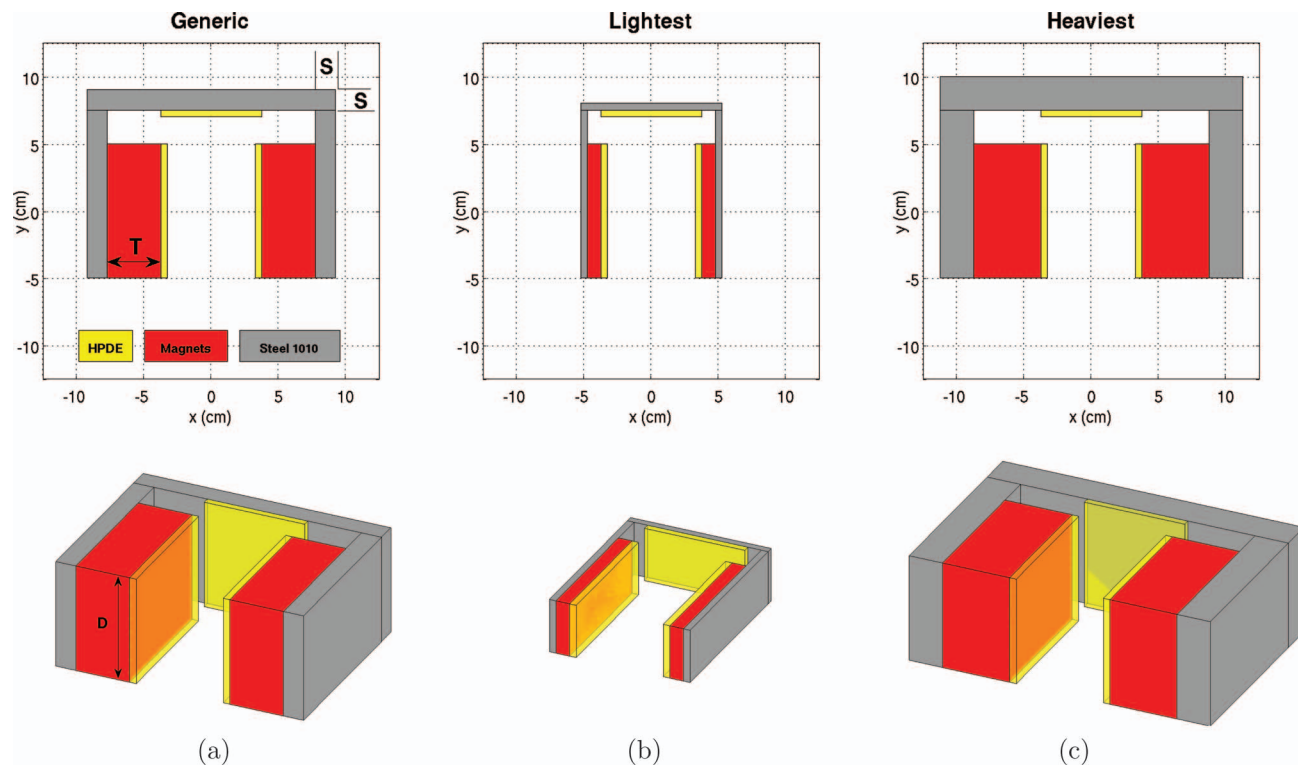 Generic Lightest Heaviest
S
S
10 5 0 -5 -10
y (cm)
T
HPDE Magnets Steel 1010
-10 -5 0 5 10
x (cm)
10 5 0 -5 -10
y (cm)
-10 -5 0 5 10
x (cm)
10 5 0 -5 -10
y (cm)
-10 -5 0 5 10
x (cm)
D
(a) (b) (c)